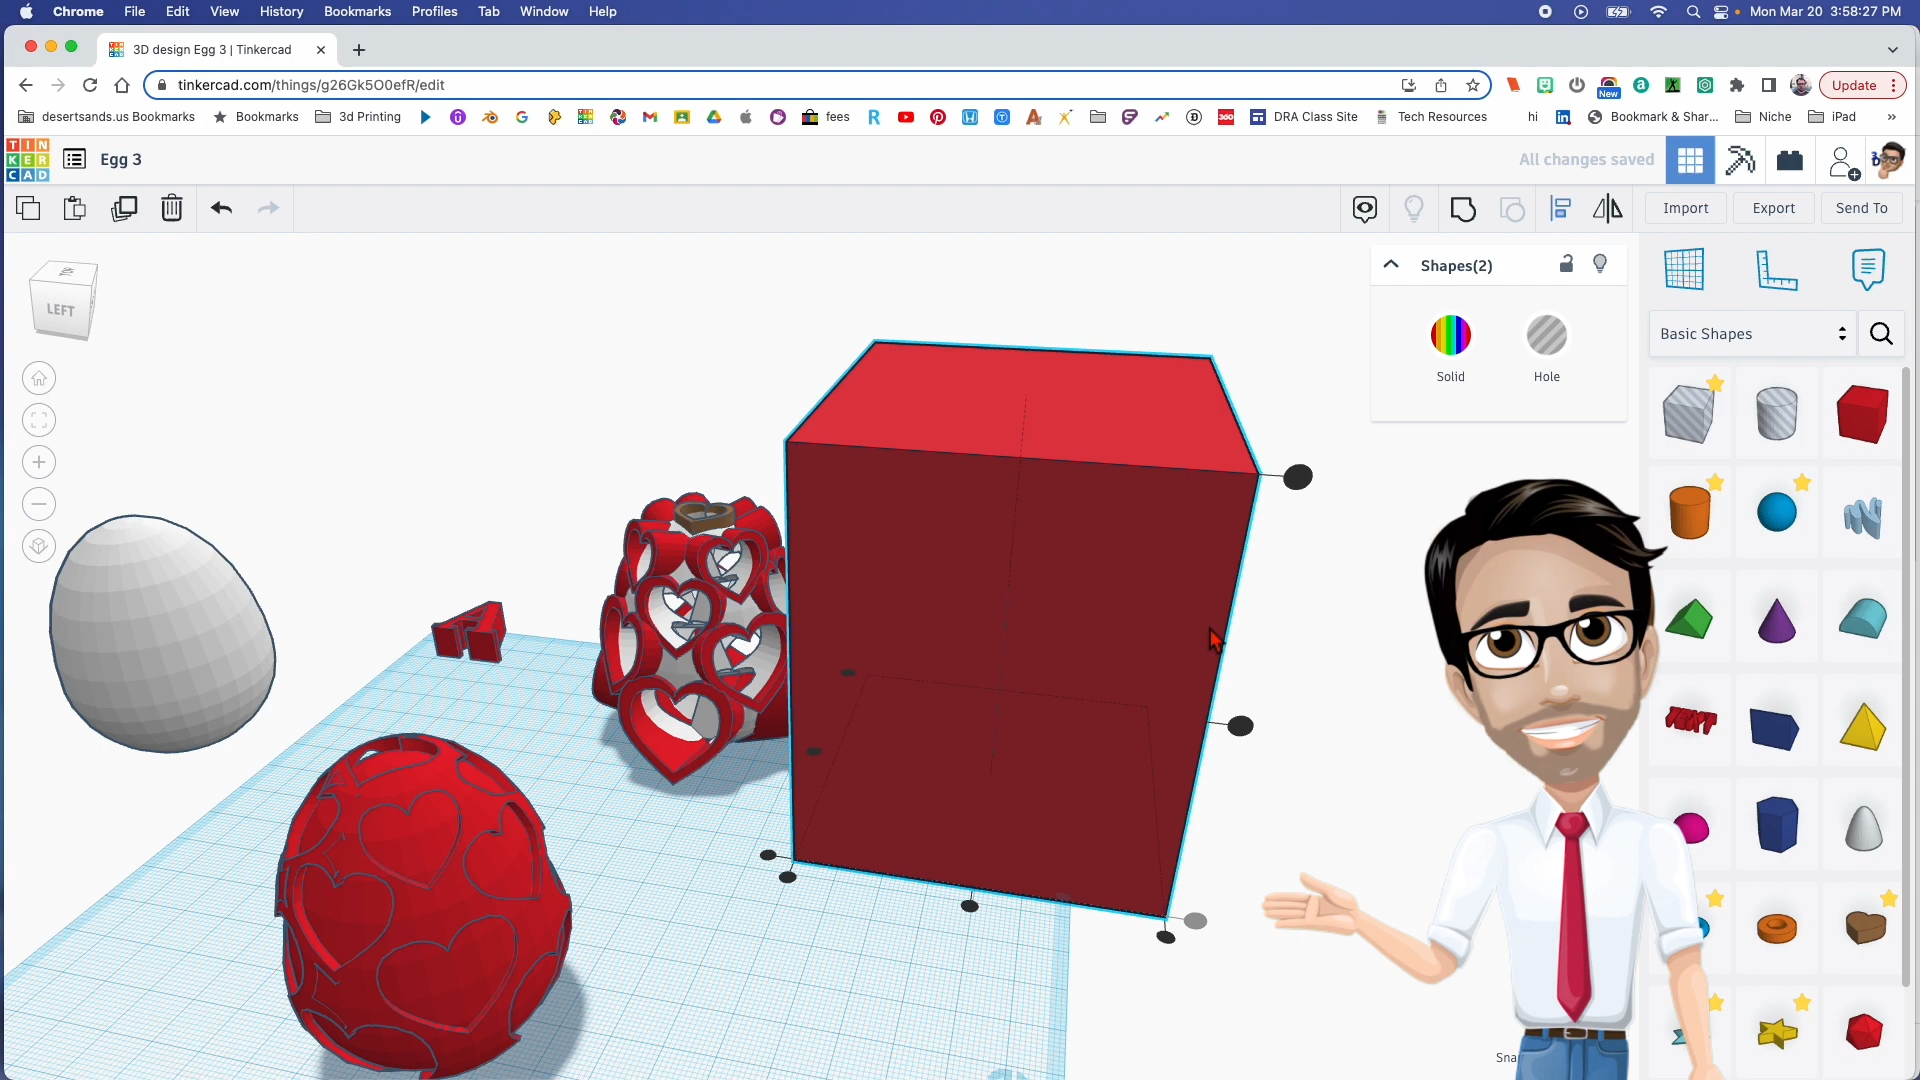 Chrome File Edit View History Bookmarks Profiles Tab Window Help Mon Mar 20 3:58:27 PM
3D design Egg 3 | Tinkercad
tinkercad.com/things/g26Gk5O0efR/edit New Update
desertsands.us Bookmarks Bookmarks 3d Printing fees DRA Class Site Tech Resources hi Bookmark & Shar... Niche iPad
TIN
KER
CAD
Egg 3 All changes saved
Import Export Send To
Shapes(2)
LEFT
Basic Shapes
Solid Hole
TEXT
Sna